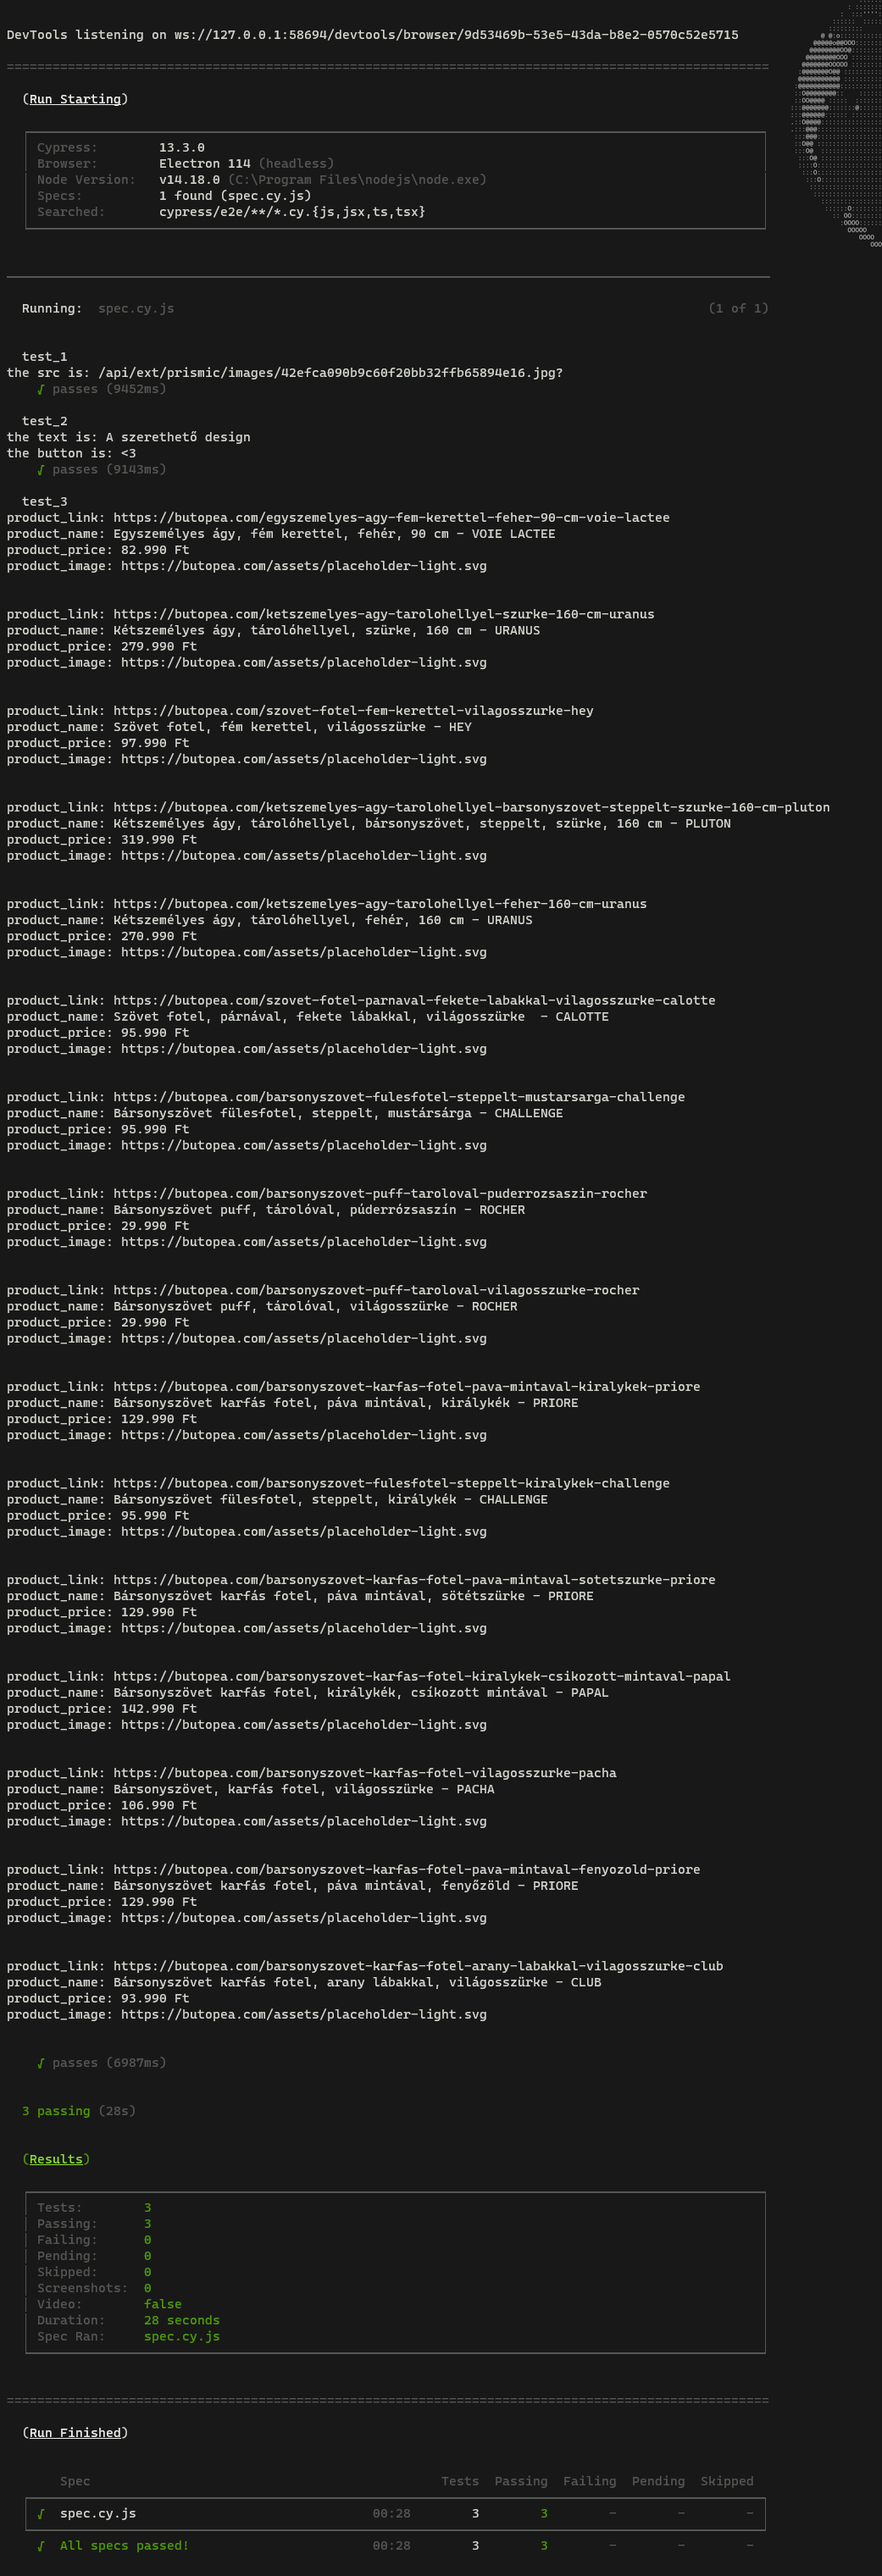 DevTools listening on ws://127.0.0.1:58694/devtools/browser/9d53469b-53e5-43da-b8e2-0570c52e5715
====================================================================================================
(Run Starting)
Cypress: 13.3.0
Browser: Electron 114 (headless)
Node Version: v14.18.0 (C:\Program Files\nodejs\node.exe)
Specs: 1 found (spec.cy.js)
Searched: cypress/e2e/**/*.cy.{js,jsx,ts,tsx}
Running: spec.cy.js (1 of 1)
test_1
the src is: /api/ext/prismic/images/42efca090b9c60f20bb32ffb65894e16.jpg?
√ passes (9452ms)
test_2
the text is: A szerethető design
the button is: <3
√ passes (9143ms)
test_3
product_link: https://butopea.com/egyszemelyes-agy-fem-kerettel-feher-90-cm-voie-lactee
product_name: Egyszemélyes ágy, fém kerettel, fehér, 90 cm - VOIE LACTEE
product_price: 82.990 Ft
product_image: https://butopea.com/assets/placeholder-light.svg
product_link: https://butopea.com/ketszemelyes-agy-tarolohellyel-szurke-160-cm-uranus
product_name: Kétszemélyes ágy, tárolóhellyel, szürke, 160 cm - URANUS
product_price: 279.990 Ft
product_image: https://butopea.com/assets/placeholder-light.svg
product_link: https://butopea.com/szovet-fotel-fem-kerettel-vilagosszurke-hey
product_name: Szövet fotel, fém kerettel, világosszürke - HEY
product_price: 97.990 Ft
product_image: https://butopea.com/assets/placeholder-light.svg
product_link: https://butopea.com/ketszemelyes-agy-tarolohellyel-barsonyszovet-steppelt-szurke-160-cm-pluton
product_name: Kétszemélyes ágy, tárolóhellyel, bársonyszövet, steppelt, szürke, 160 cm - PLUTON
product_price: 319.990 Ft
product_image: https://butopea.com/assets/placeholder-light.svg
product_link: https://butopea.com/ketszemelyes-agy-tarolohellyel-feher-160-cm-uranus
product_name: Kétszemélyes ágy, tárolóhellyel, fehér, 160 cm - URANUS
product_price: 270.990 Ft
product_image: https://butopea.com/assets/placeholder-light.svg
product_link: https://butopea.com/szovet-fotel-parnaval-fekete-labakkal-vilagosszurke-calotte
product_name: Szövet fotel, párnával, fekete lábakkal, világosszürke  - CALOTTE
product_price: 95.990 Ft
product_image: https://butopea.com/assets/placeholder-light.svg
product_link: https://butopea.com/barsonyszovet-fulesfotel-steppelt-mustarsarga-challenge
product_name: Bársonyszövet fülesfotel, steppelt, mustársárga - CHALLENGE
product_price: 95.990 Ft
product_image: https://butopea.com/assets/placeholder-light.svg
product_link: https://butopea.com/barsonyszovet-puff-taroloval-puderrozsaszin-rocher
product_name: Bársonyszövet puff, tárolóval, púderrózsaszín - ROCHER
product_price: 29.990 Ft
product_image: https://butopea.com/assets/placeholder-light.svg
product_link: https://butopea.com/barsonyszovet-puff-taroloval-vilagosszurke-rocher
product_name: Bársonyszövet puff, tárolóval, világosszürke - ROCHER
product_price: 29.990 Ft
product_image: https://butopea.com/assets/placeholder-light.svg
product_link: https://butopea.com/barsonyszovet-karfas-fotel-pava-mintaval-kiralykek-priore
product_name: Bársonyszövet karfás fotel, páva mintával, királykék - PRIORE
product_price: 129.990 Ft
product_image: https://butopea.com/assets/placeholder-light.svg
product_link: https://butopea.com/barsonyszovet-fulesfotel-steppelt-kiralykek-challenge
product_name: Bársonyszövet fülesfotel, steppelt, királykék - CHALLENGE
product_price: 95.990 Ft
product_image: https://butopea.com/assets/placeholder-light.svg
product_link: https://butopea.com/barsonyszovet-karfas-fotel-pava-mintaval-sotetszurke-priore
product_name: Bársonyszövet karfás fotel, páva mintával, sötétszürke - PRIORE
product_price: 129.990 Ft
product_image: https://butopea.com/assets/placeholder-light.svg
product_link: https://butopea.com/barsonyszovet-karfas-fotel-kiralykek-csikozott-mintaval-papal
product_name: Bársonyszövet karfás fotel, királykék, csíkozott mintával - PAPAL
product_price: 142.990 Ft
product_image: https://butopea.com/assets/placeholder-light.svg
product_link: https://butopea.com/barsonyszovet-karfas-fotel-vilagosszurke-pacha
product_name: Bársonyszövet, karfás fotel, világosszürke - PACHA
product_price: 106.990 Ft
product_image: https://butopea.com/assets/placeholder-light.svg
product_link: https://butopea.com/barsonyszovet-karfas-fotel-pava-mintaval-fenyozold-priore
product_name: Bársonyszövet karfás fotel, páva mintával, fenyőzöld - PRIORE
product_price: 129.990 Ft
product_image: https://butopea.com/assets/placeholder-light.svg
product_link: https://butopea.com/barsonyszovet-karfas-fotel-arany-labakkal-vilagosszurke-club
product_name: Bársonyszövet karfás fotel, arany lábakkal, világosszürke - CLUB
product_price: 93.990 Ft
product_image: https://butopea.com/assets/placeholder-light.svg
√ passes (6987ms)
3 passing (28s)
(Results)
Tests: 3
Passing: 3
Failing: 0
Pending: 0
Skipped: 0
Screenshots: 0
Video: false
Duration: 28 seconds
Spec Ran: spec.cy.js
====================================================================================================
(Run Finished)
Spec Tests Passing Failing Pending Skipped
√ spec.cy.js 00:28 3 3 - - -
√ All specs passed! 00:28 3 3 - - -